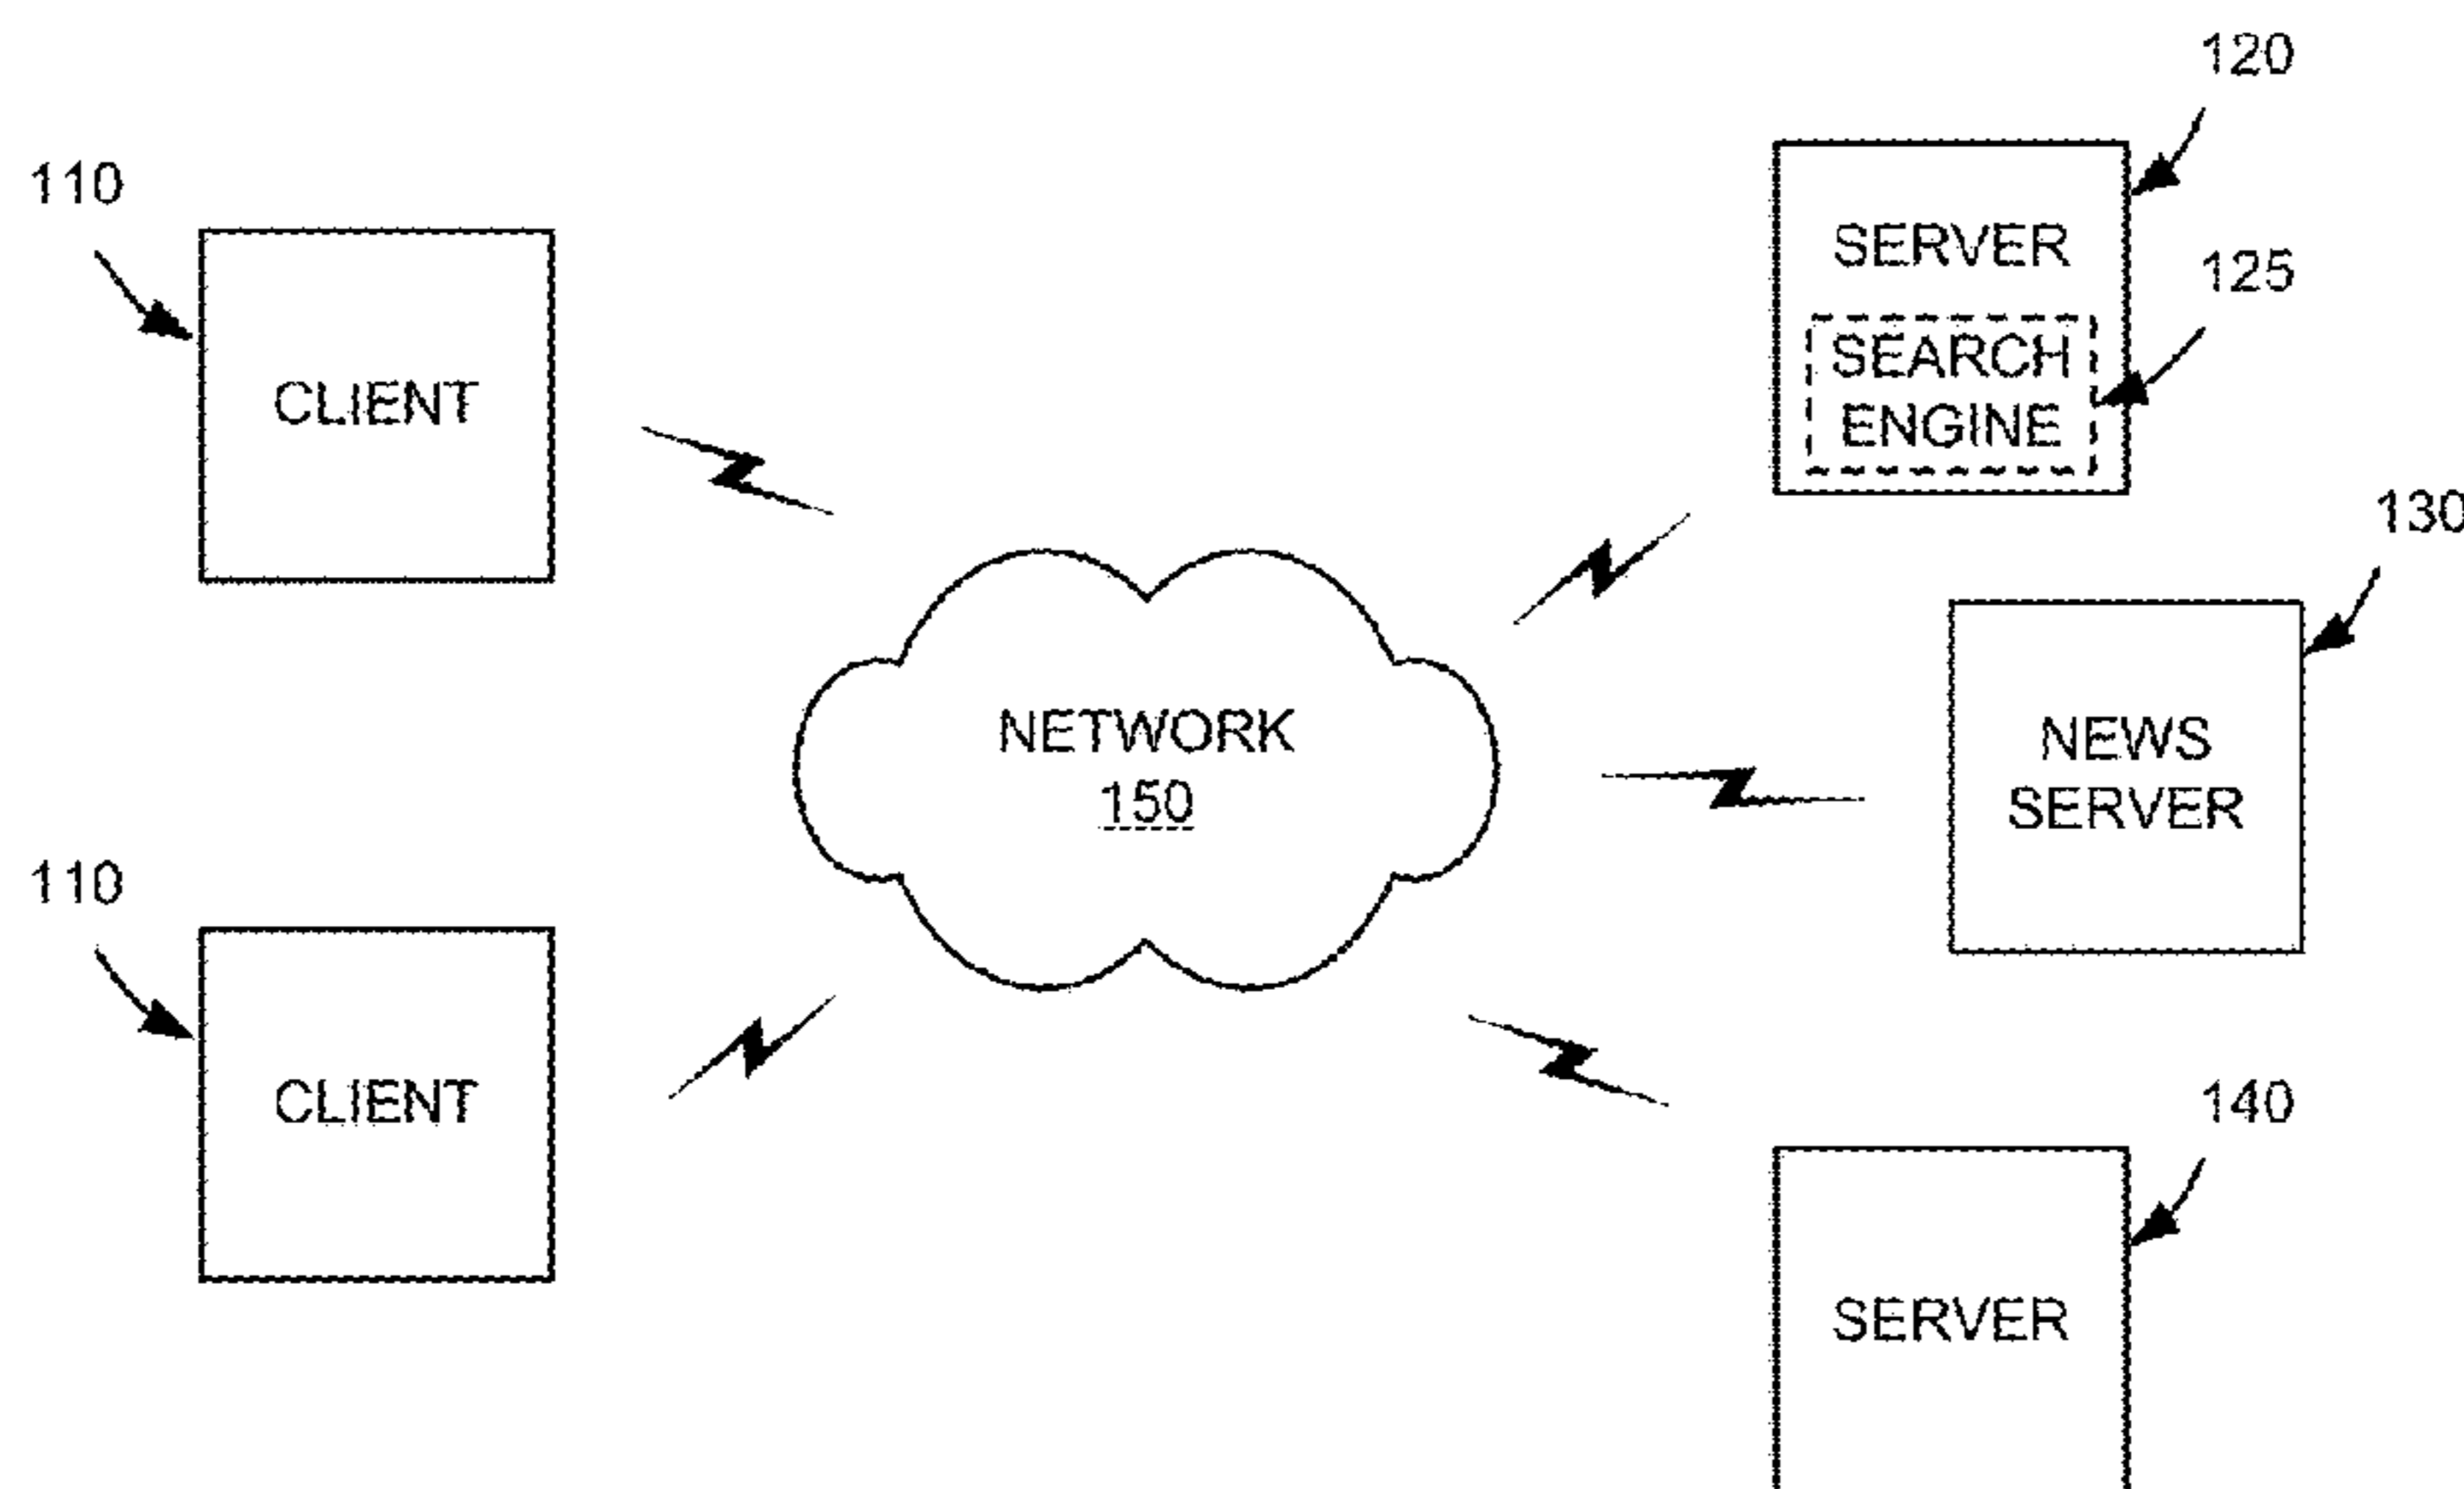 120
110
SERVER
125
SEARCH
ENGINE
CLIENT
130
NETWORK
150
NEWS
SERVER
110
CLIENT
140
SERVER